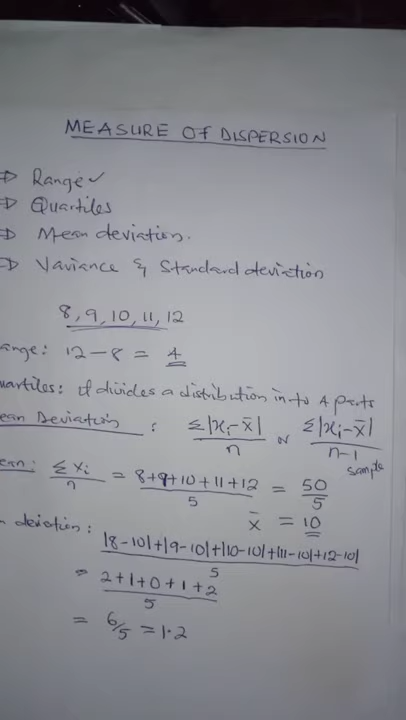 MEASURE OF DISPERSION
⇒ Range ✓
⇒ Quartiles
⇒ Mean deviation.
⇒ Variance & Standard deviation
8, 9, 10, 11, 12
ange: 12 - 8 = 4
uartiles: it divides a distribution in to 4 parts
ean Deviation : Σ|xi - x̄| / n or Σ|xi - x̄| / n-1 sample
ean: Σxi / n = 8+9+10+11+12 / 5 = 50 / 5
x̄ = 10
deviation:
|8-10|+|9-10|+|10-10|+|11-10|+|12-10| / 5
= 2+1+0+1+2 / 5
= 6/5 = 1.2